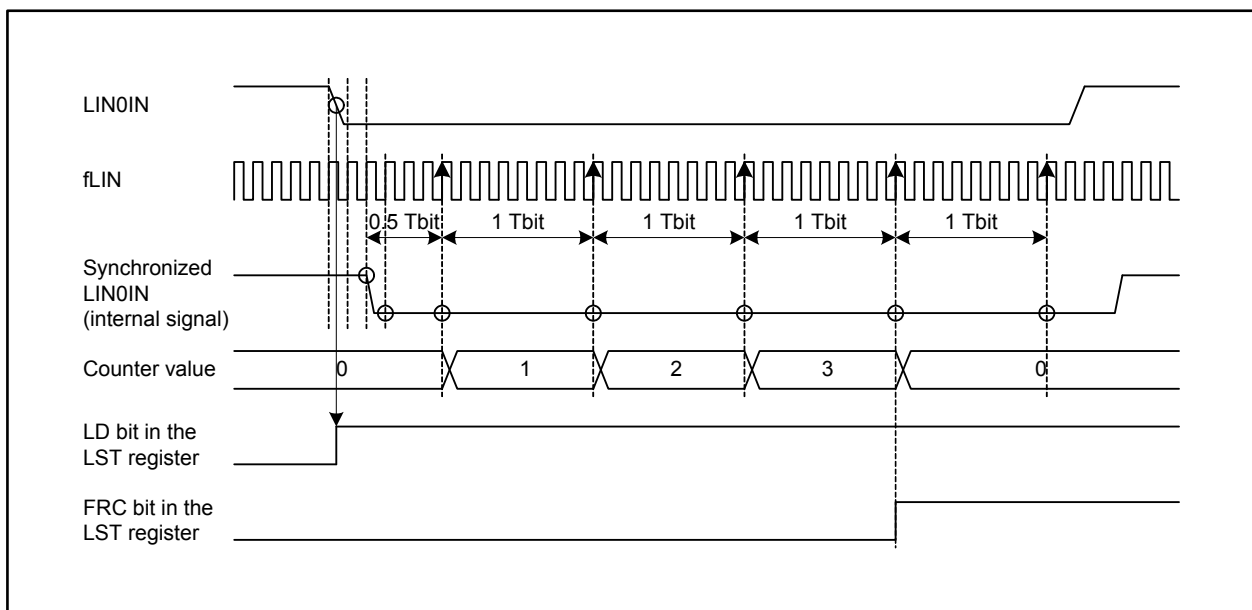 LIN0IN
fLIN
0.5 Tbit 1 Tbit 1 Tbit 1 Tbit 1 Tbit
Synchronized
LIN0IN
(internal signal)
Counter value 0 1 2 3 0
LD bit in the
LST register
FRC bit in the
LST register